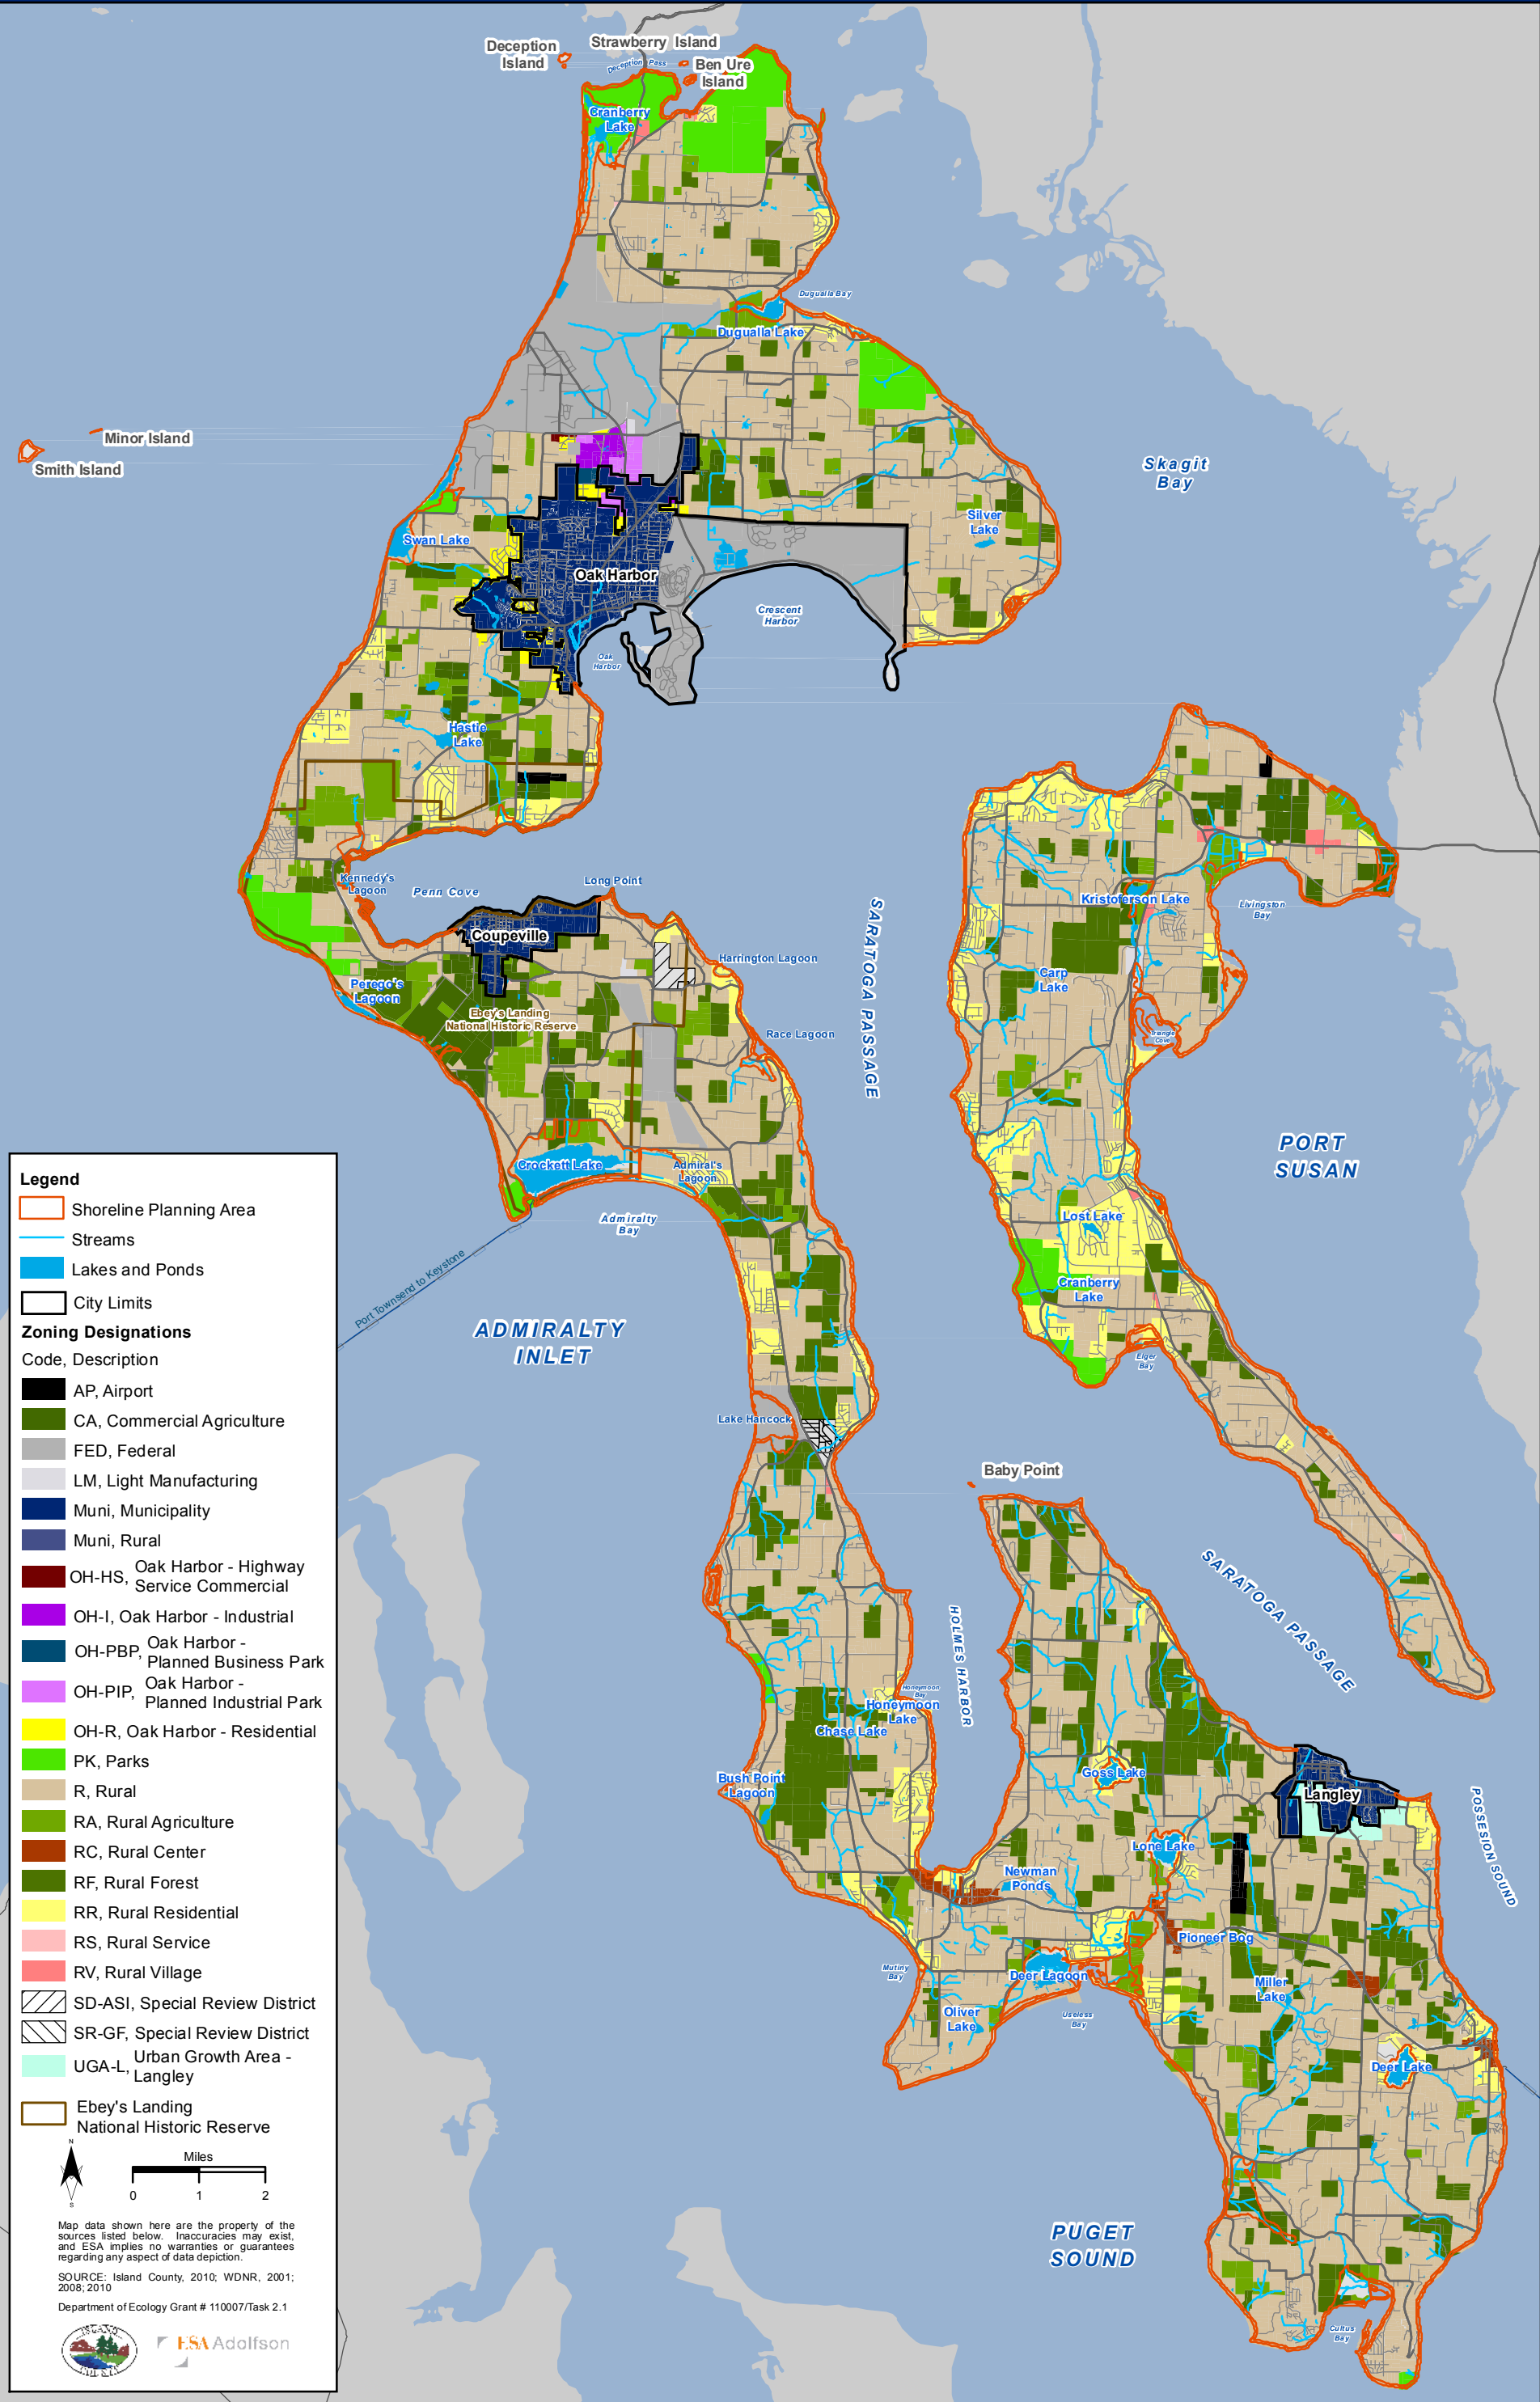 Deception
Island
Strawberry Island
Deception Pass
Ben Ure
Island
Cranberry
Lake
Dugualla Bay
Dugualla Lake
Minor Island
Smith Island
Skagit
Bay
Silver
Lake
Swan Lake
Oak Harbor
Crescent
Harbor
Oak
Harbor
Hastie
Lake
Kennedy's
Lagoon
Penn Cove
Long Point
Coupeville
Harrington Lagoon
Perego's
Lagoon
Ebey's Landing
National Historic Reserve
Race Lagoon
SARATOGA PASSAGE
Kristoferson Lake
Livingston
Bay
Carp
Lake
Triangle
Cove
PORT
SUSAN
Crockett Lake
Admiral's
Lagoon
Admiralty
Bay
Port Townsend to Keystone
Lost Lake
Cranberry
Lake
Elger
Bay
ADMIRALTY
INLET
Lake Hancock
Baby Point
SARATOGA PASSAGE
HOLMES HARBOR
Honeymoon
Bay
Honeymoon
Lake
Chase Lake
Bush Point
Lagoon
Goss Lake
Langley
POSSESION SOUND
Lone Lake
Newman
Ponds
Pioneer Bog
Mutiny
Bay
Deer Lagoon
Miller
Lake
Oliver
Lake
Useless
Bay
Deer Lake
PUGET
SOUND
Cultus
Bay
Legend
Shoreline Planning Area
Streams
Lakes and Ponds
City Limits
Zoning Designations
Code, Description
AP, Airport
CA, Commercial Agriculture
FED, Federal
LM, Light Manufacturing
Muni, Municipality
Muni, Rural
OH-HS, Oak Harbor - Highway
Service Commercial
OH-I, Oak Harbor - Industrial
OH-PBP, Oak Harbor -
Planned Business Park
OH-PIP, Oak Harbor -
Planned Industrial Park
OH-R, Oak Harbor - Residential
PK, Parks
R, Rural
RA, Rural Agriculture
RC, Rural Center
RF, Rural Forest
RR, Rural Residential
RS, Rural Service
RV, Rural Village
SD-ASI, Special Review District
SR-GF, Special Review District
UGA-L, Urban Growth Area -
Langley
Ebey's Landing
National Historic Reserve
N
S
Miles
0 1 2
Map data shown here are the property of the
sources listed below. Inaccuracies may exist,
and ESA implies no warranties or guarantees
regarding any aspect of data depiction.
SOURCE: Island County, 2010; WDNR, 2001;
2008; 2010
Department of Ecology Grant # 110007/Task 2.1
ISLAND
COUNTY
ESA Adolfson